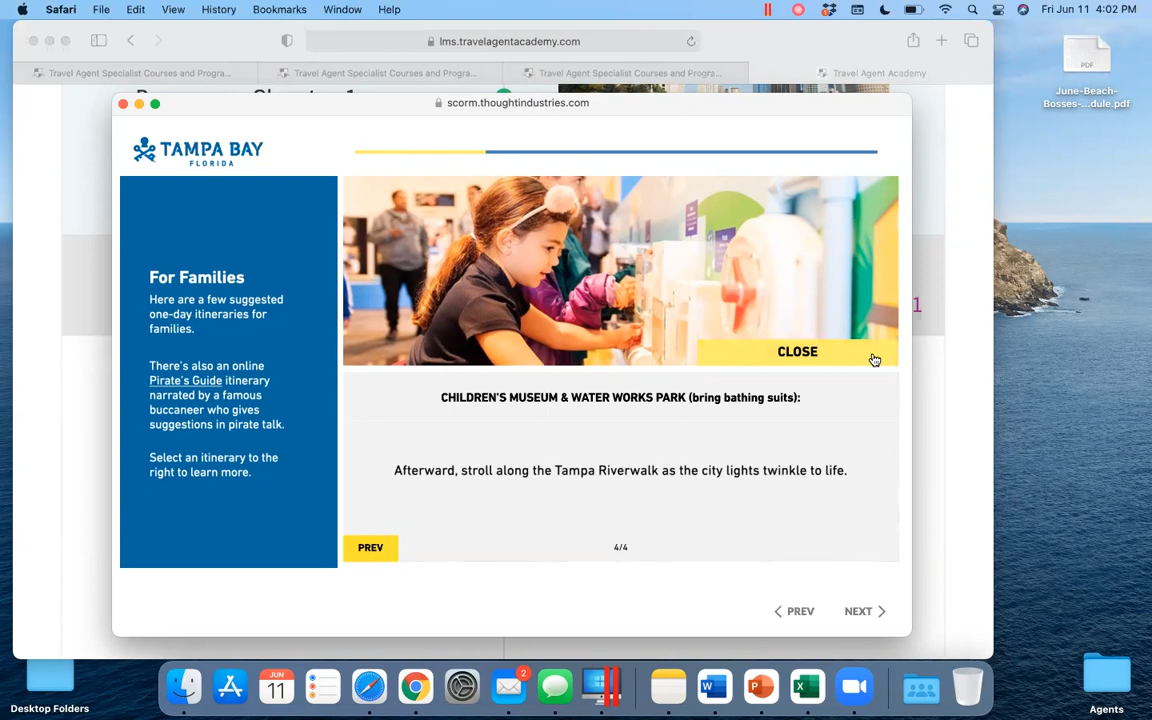 Safari File Edit View History Bookmarks Window Help
Fri Jun 11 4:02 PM
lms.travelagentacademy.com
Travel Agent Specialist Courses and Progra...
Travel Agent Specialist Courses and Progra...
Travel Agent Specialist Courses and Progra...
Travel Agent Academy
scorm.thoughtindustries.com
TAMPA BAY
FLORIDA
For Families
Here are a few suggested
one-day itineraries for
families.
There's also an online
Pirate's Guide itinerary
narrated by a famous
buccaneer who gives
suggestions in pirate talk.
Select an itinerary to the
right to learn more.
CLOSE
CHILDREN'S MUSEUM & WATER WORKS PARK (bring bathing suits):
Afterward, stroll along the Tampa Riverwalk as the city lights twinkle to life.
PREV
4/4
PREV NEXT
1
PDF
June-Beach-
Bosses-...dule.pdf
JUN
11
2
W
P
X
Desktop Folders
Agents